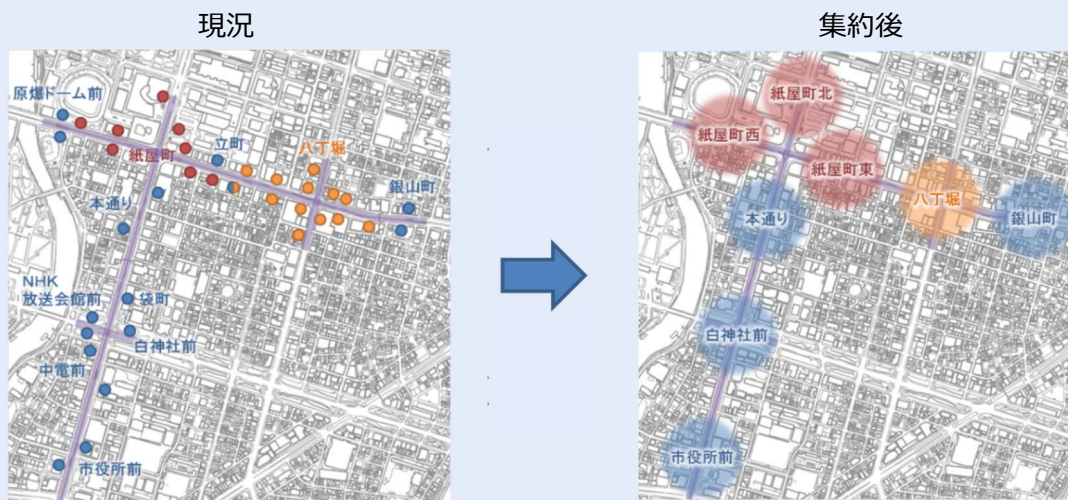 現況
集約後
原爆ドーム前
紙屋町
立町
八丁堀
銀山町
本通り
NHK
放送会館前
袋町
白神社前
中電前
市役所前
紙屋町北
紙屋町西
紙屋町東
八丁堀
銀山町
本通り
白神社前
市役所前